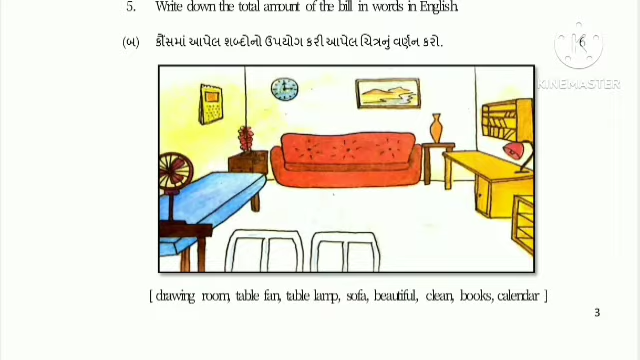 5. Write down the total amount of the bill in words in English.
(બ) કૌંસમાં આપેલ શબ્દોનો ઉપયોગ કરી આપેલ ચિત્રનું વર્ણન કરો. 6
KINEMASTER
[ drawing room, table fan, table lamp, sofa, beautiful, clean, books, calendar ]
3